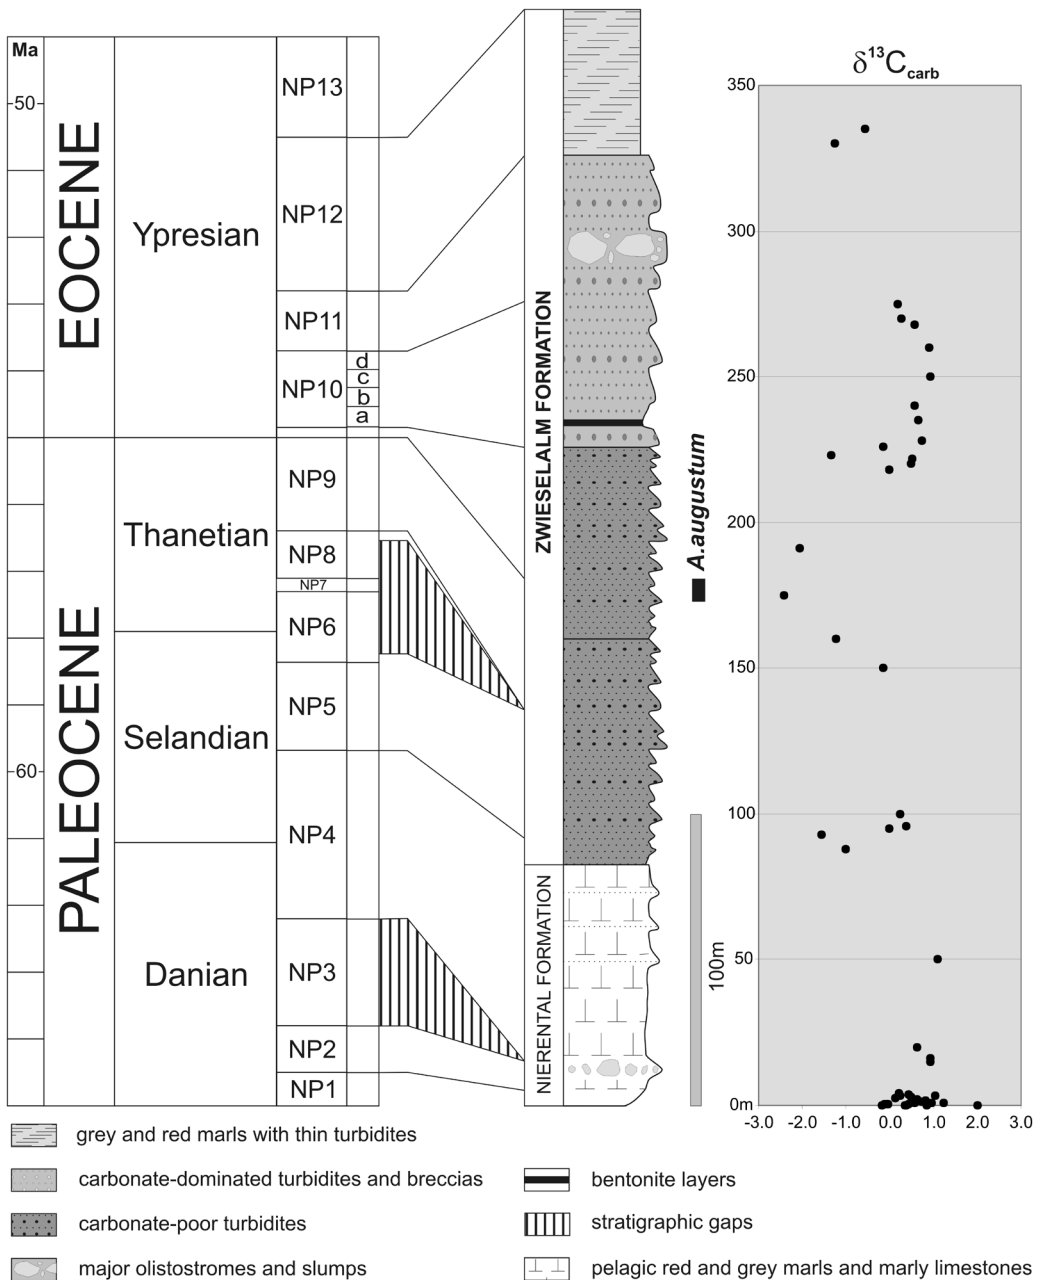 Ma
50
60
EOCENE
PALEOCENE
Ypresian
Thanetian
Selandian
Danian
NP13
NP12
NP11
NP10
d
c
b
a
NP9
NP8
NP7
NP6
NP5
NP4
NP3
NP2
NP1
ZWIESELALM FORMATION
NIERENTAL FORMATION
A.augustum
100m
δ¹³Ccarb
350
300
250
200
150
100
50
0m
-3.0 -2.0 -1.0 0.0 1.0 2.0 3.0
grey and red marls with thin turbidites
carbonate-dominated turbidites and breccias
carbonate-poor turbidites
major olistostromes and slumps
bentonite layers
stratigraphic gaps
pelagic red and grey marls and marly limestones